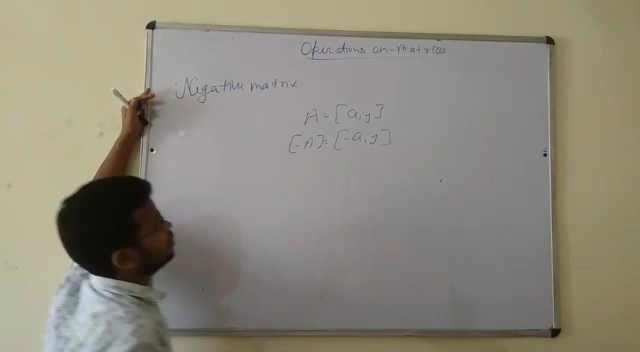 Operations on-matrices
Negative matrix
A = [aij]
[-A] = [-aij]